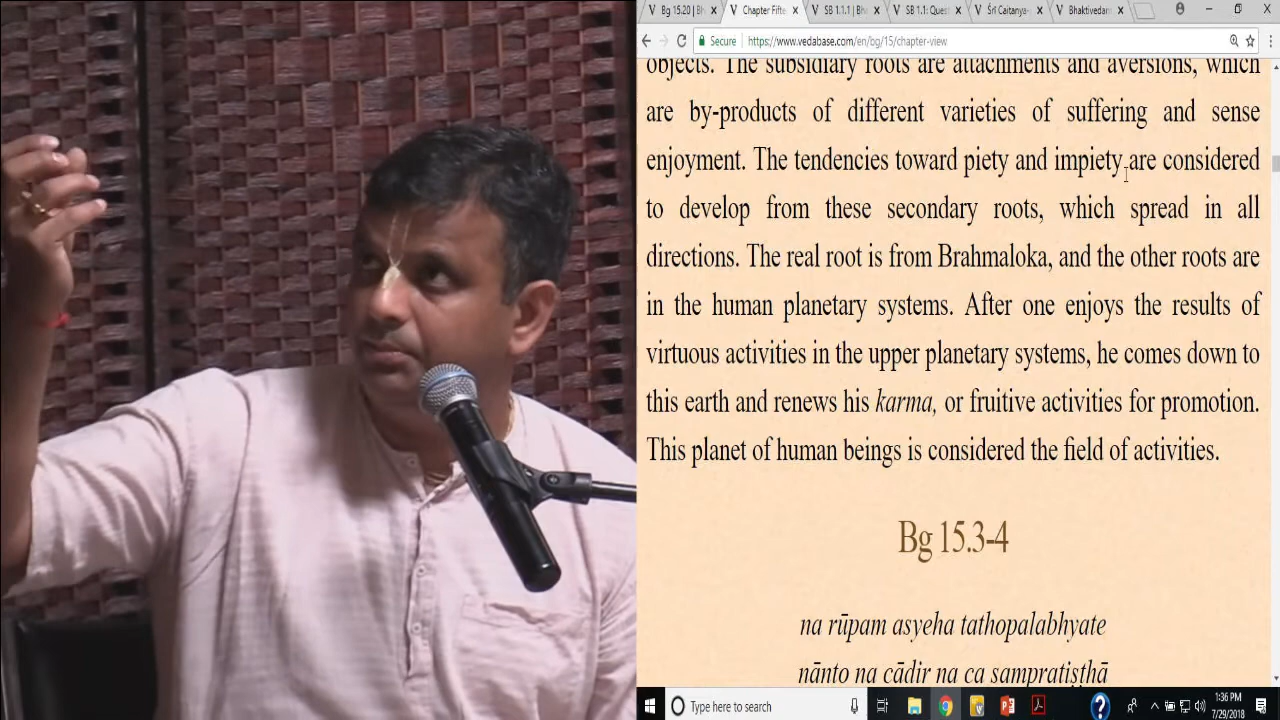 Bg 15.20 | B
Chapter Fift
SB 1.1.1 | B
SB 1.1: Ques
Śrī Caitanya-
Bhaktivedan
Secure | https://www.vedabase.com/en/bg/15/chapter-view
objects. The subsidiary roots are attachments and aversions, which
are by-products of different varieties of suffering and sense
enjoyment. The tendencies toward piety and impiety are considered
to develop from these secondary roots, which spread in all
directions. The real root is from Brahmaloka, and the other roots are
in the human planetary systems. After one enjoys the results of
virtuous activities in the upper planetary systems, he comes down to
this earth and renews his karma, or fruitive activities for promotion.
This planet of human beings is considered the field of activities.
Bg 15.3-4
na rūpam asyeha tathopalabhyate
nānto na cādir na ca sampratiṣṭhā
Type here to search
1:36 PM
7/29/2018